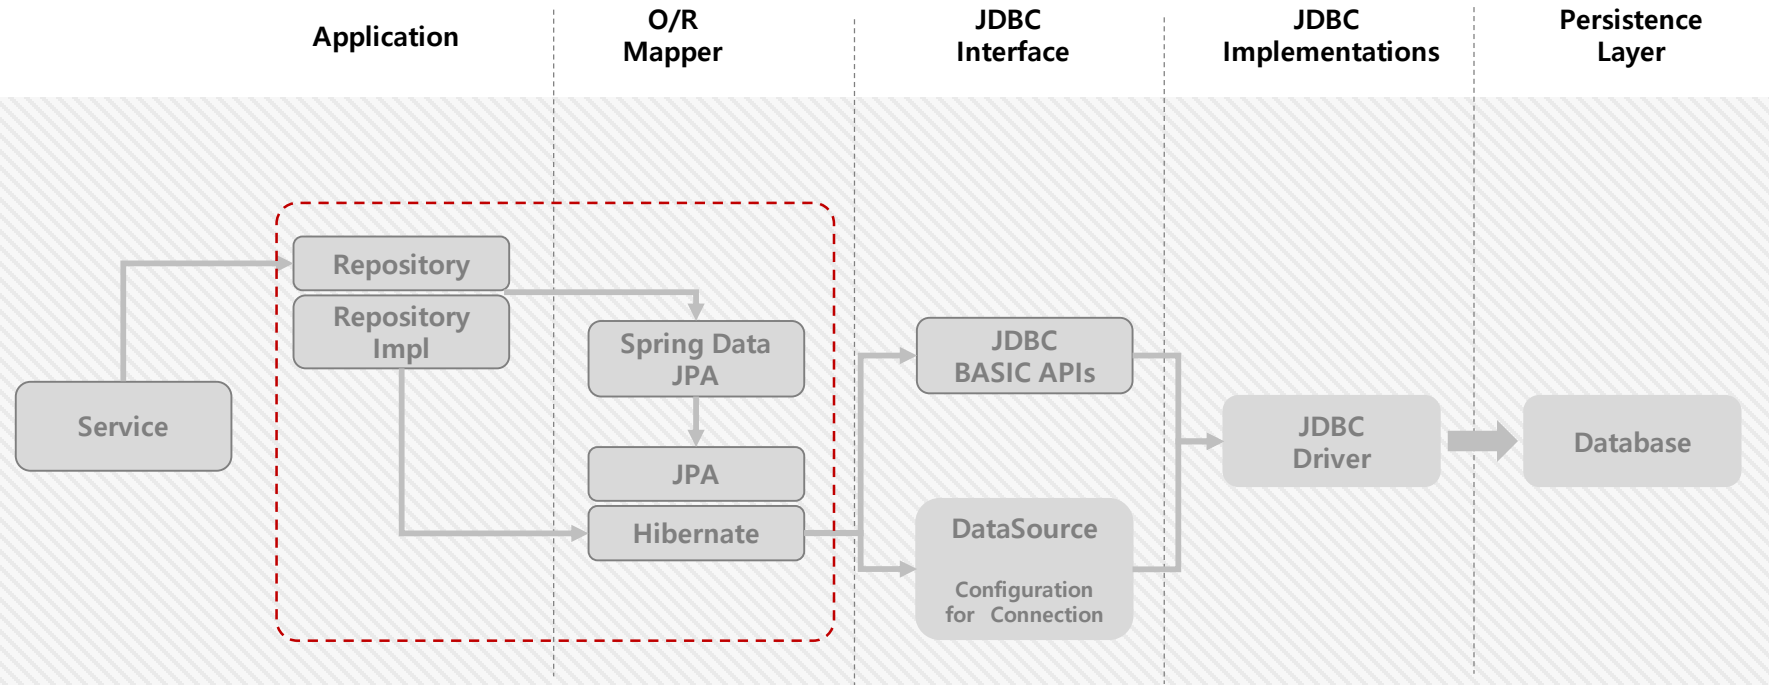 Application
O/R
Mapper
JDBC
Interface
JDBC
Implementations
Persistence
Layer
Repository
Repository
Impl
Service
Spring Data
JPA
JPA
Hibernate
JDBC
BASIC APIs
DataSource
Configuration
for Connection
JDBC
Driver
Database